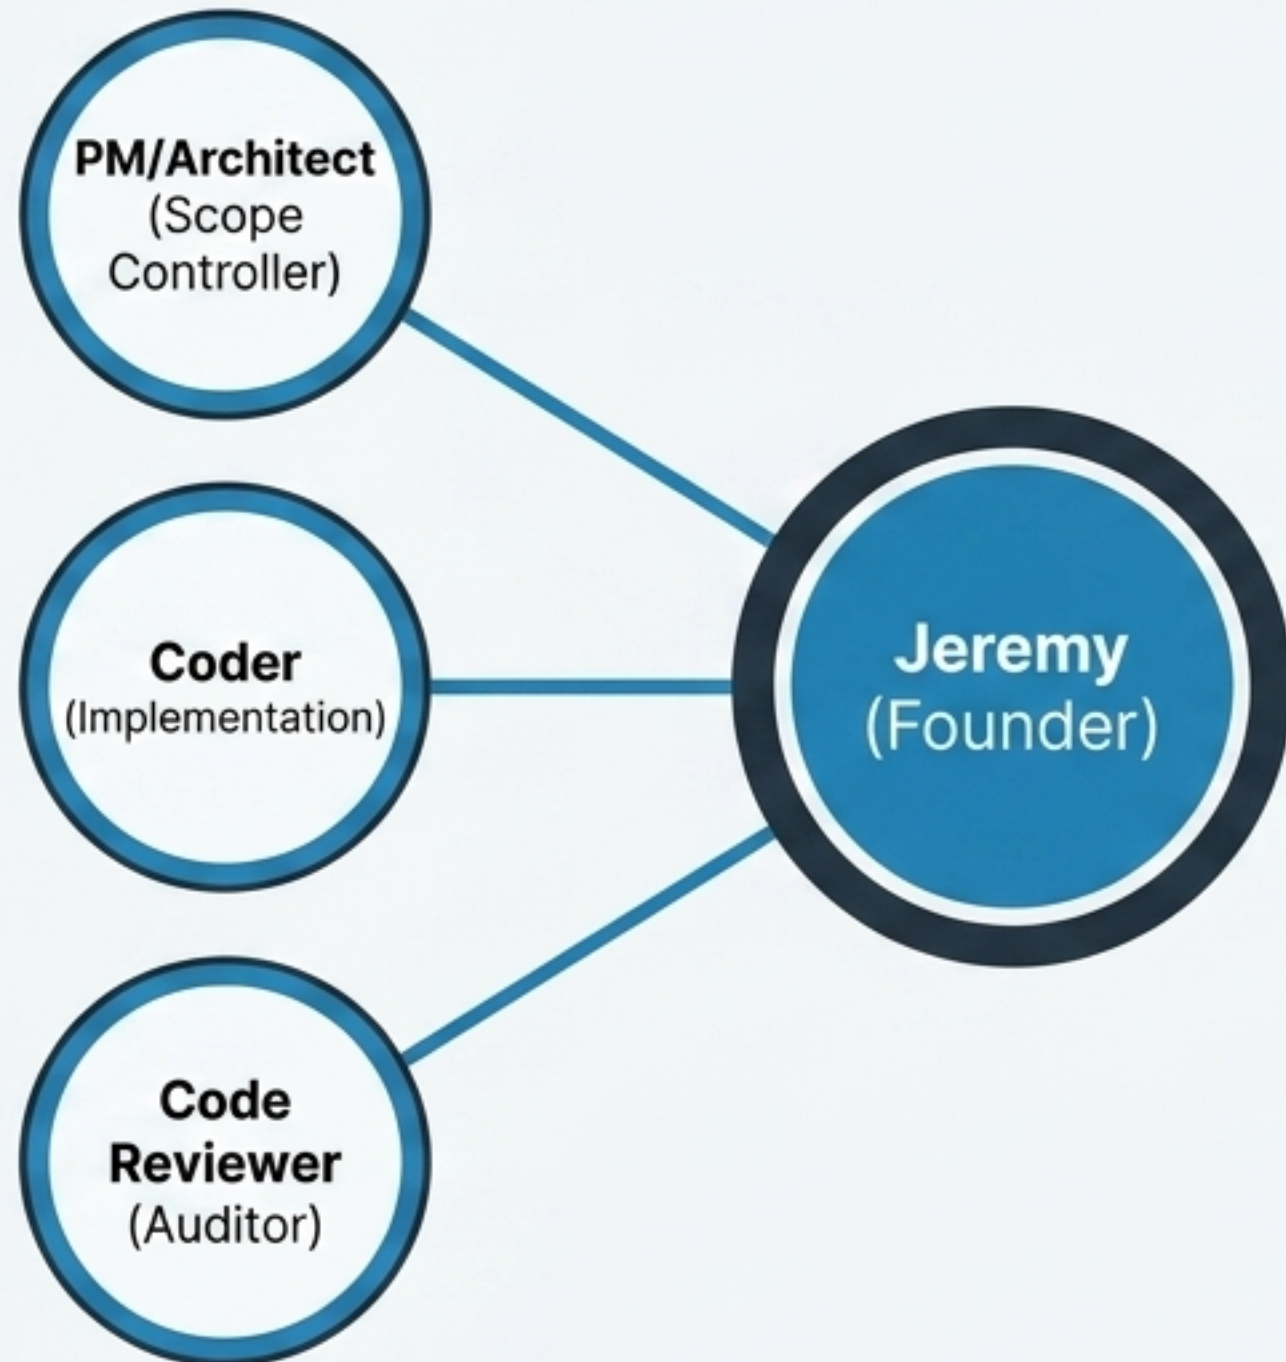 PM/Architect
(Scope
Controller)
Coder
(Implementation)
Code
Reviewer
(Auditor)
Jeremy
(Founder)